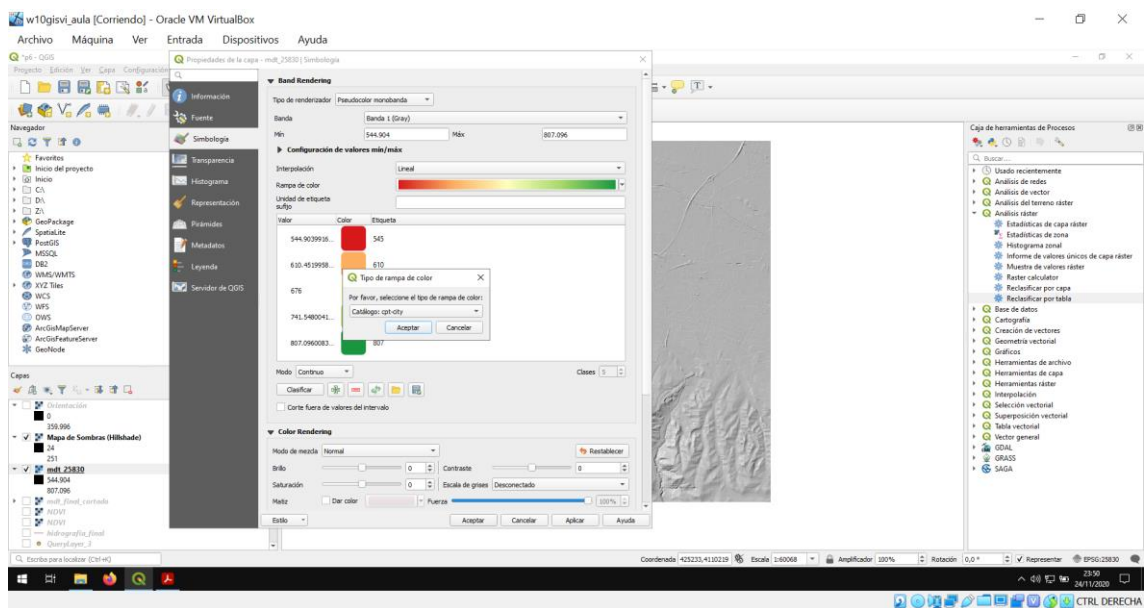 w10gisvi_aula [Corriendo] - Oracle VM VirtualBox
Archivo Máquina Ver Entrada Dispositivos Ayuda
*p6 - QGIS
Proyecto Edición Ver Capa Configuración
Navegador
Favoritos
Inicio del proyecto
Inicio
C:\
D:\
Z:\
GeoPackage
SpatiaLite
PostGIS
MSSQL
DB2
WMS/WMTS
XYZ Tiles
WCS
WFS
OWS
ArcGisMapServer
ArcGisFeatureServer
GeoNode
Capas
Orientación
0
359.996
Mapa de Sombras (Hillshade)
24
251
mdt_25830
544.904
807.096
mdt_final_cortado
NDVI
NDVI
hidrografia_final
QueryLayer_3
Propiedades de la capa - mdt_25830 | Simbología
Información
Fuente
Simbología
Transparencia
Histograma
Representación
Pirámides
Metadatos
Leyenda
Servidor de QGIS
Band Rendering
Tipo de renderizador Pseudocolor monobanda
Banda Banda 1 (Gray)
Mín 544.904 Máx 807.096
Configuración de valores mín/máx
Interpolación Lineal
Rampa de color
Unidad de etiqueta
sufijo
Valor Color Etiqueta
544.9039916... 545
610.4519958... 610
676
741.5480041...
807.0960083... 807
Tipo de rampa de color
Por favor, seleccione el tipo de rampa de color:
Catálogo: cpt-city
Aceptar Cancelar
Modo Continuo Clases 5
Clasificar
Corte fuera de valores del intervalo
Color Rendering
Modo de mezcla Normal Restablecer
Brillo 0 Contraste 0
Saturación 0 Escala de grises Desconectado
Matiz Dar color Fuerza 100%
Estilo Aceptar Cancelar Aplicar Ayuda
Caja de herramientas de Procesos
Buscar...
Usado recientemente
Análisis de redes
Análisis de vector
Análisis del terreno ráster
Análisis ráster
Estadísticas de capa ráster
Estadísticas de zona
Histograma zonal
Informe de valores únicos de capa ráster
Muestra de valores ráster
Raster calculator
Reclasificar por capa
Reclasificar por tabla
Base de datos
Cartografía
Creación de vectores
Geometría vectorial
Gráficos
Herramientas de archivo
Herramientas de capa
Herramientas ráster
Interpolación
Selección vectorial
Superposición vectorial
Tabla vectorial
Vector general
GDAL
GRASS
SAGA
Escriba para localizar (Ctrl+K)
Coordenada 425233,4110219 Escala 1:60068 Amplificador 100% Rotación 0,0 ° Representar EPSG:25830
23:50
24/11/2020
CTRL DERECHA